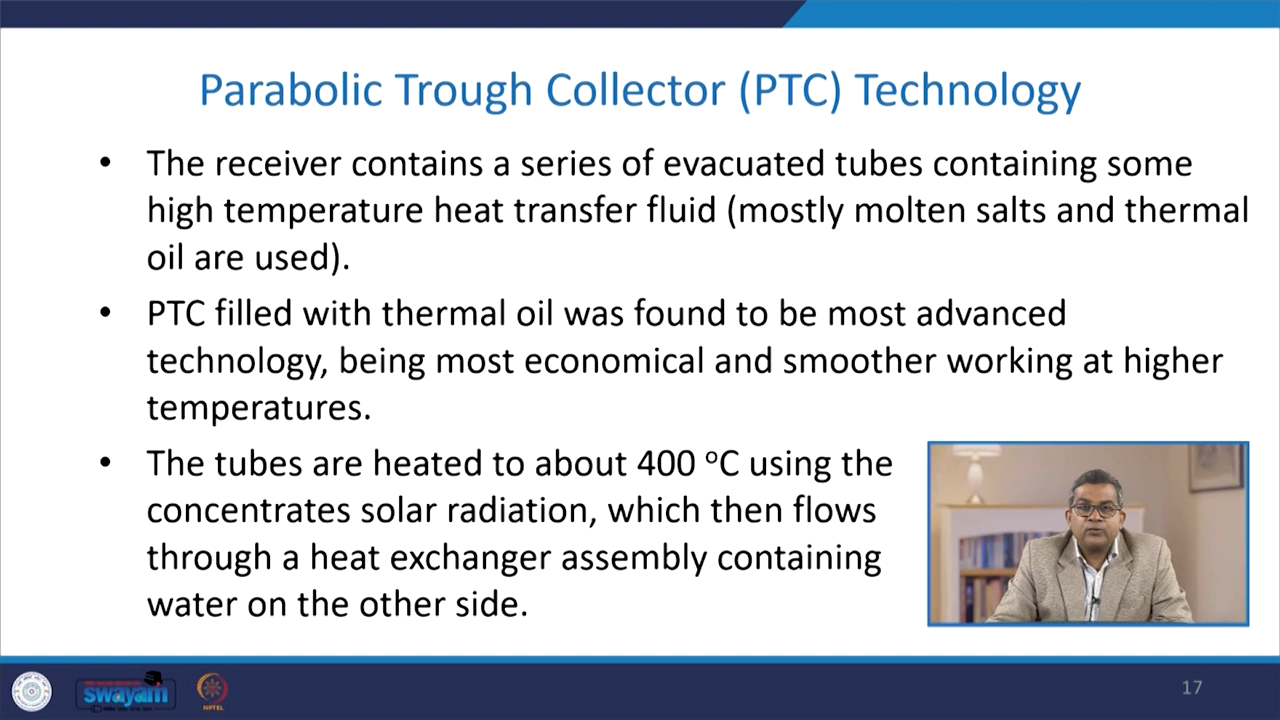 Parabolic Trough Collector (PTC) Technology
• The receiver contains a series of evacuated tubes containing some
high temperature heat transfer fluid (mostly molten salts and thermal
oil are used).
• PTC filled with thermal oil was found to be most advanced
technology, being most economical and smoother working at higher
temperatures.
• The tubes are heated to about 400 ᵒC using the
concentrates solar radiation, which then flows
through a heat exchanger assembly containing
water on the other side.
swayam
NPTEL
17